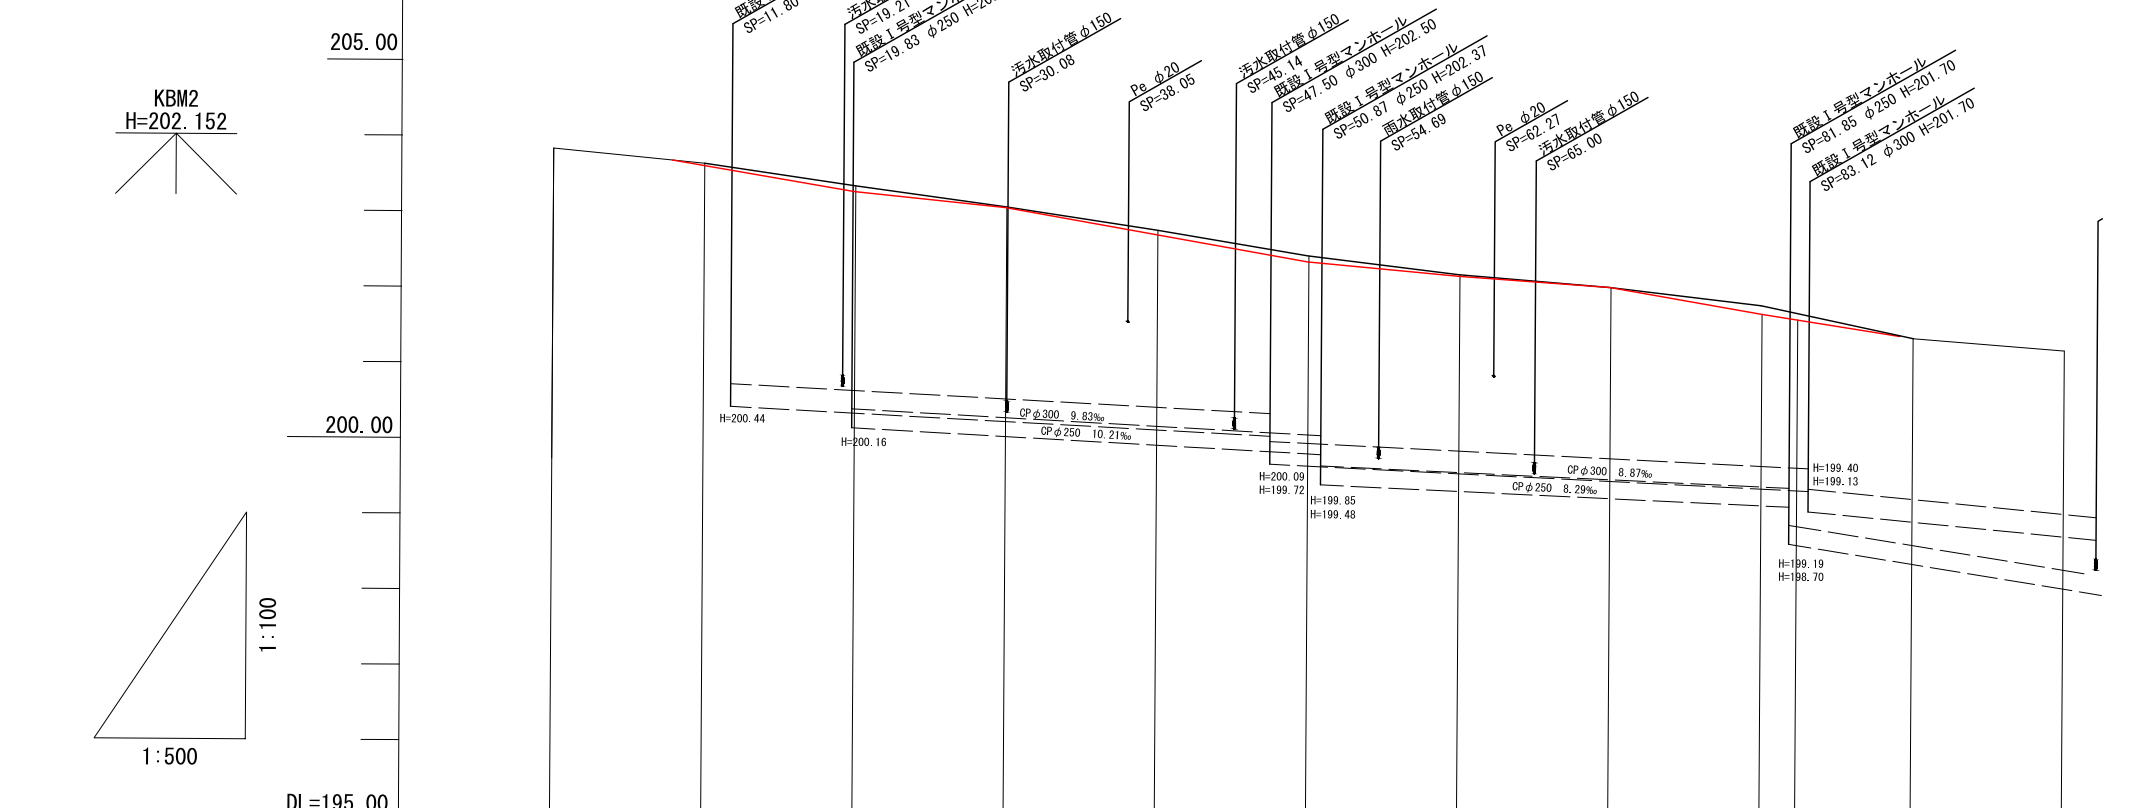 205.00
KBM2
H=202.152
200.00
1:100
1:500
DL=195.00
既設
SP=11.80
汚水取
SP=19.21
既設Ⅰ号型マンホ
SP=19.83 φ250
汚水取付管φ150
SP=30.08
Pe φ20
SP=38.05
汚水取付管φ150
SP=45.14
既設Ⅰ号型マンホール
SP=47.50 φ300 H=202.50
既設Ⅰ号型マンホール
SP=50.87 φ250 H=202.37
雨水取付管φ150
SP=54.69
Pe φ20
SP=62.27
汚水取付管φ150
SP=65.00
既設Ⅰ号型マンホール
SP=81.85 φ250 H=201.70
既設Ⅰ号型マンホール
SP=83.12 φ300 H=201.70
H=200.44
H=200.16
CPφ300 9.83‰
CPφ250 10.21‰
H=200.09
H=199.72
H=199.85
H=199.48
CPφ300 8.87‰
CPφ250 8.29‰
H=199.40
H=199.13
H=199.19
H=198.70